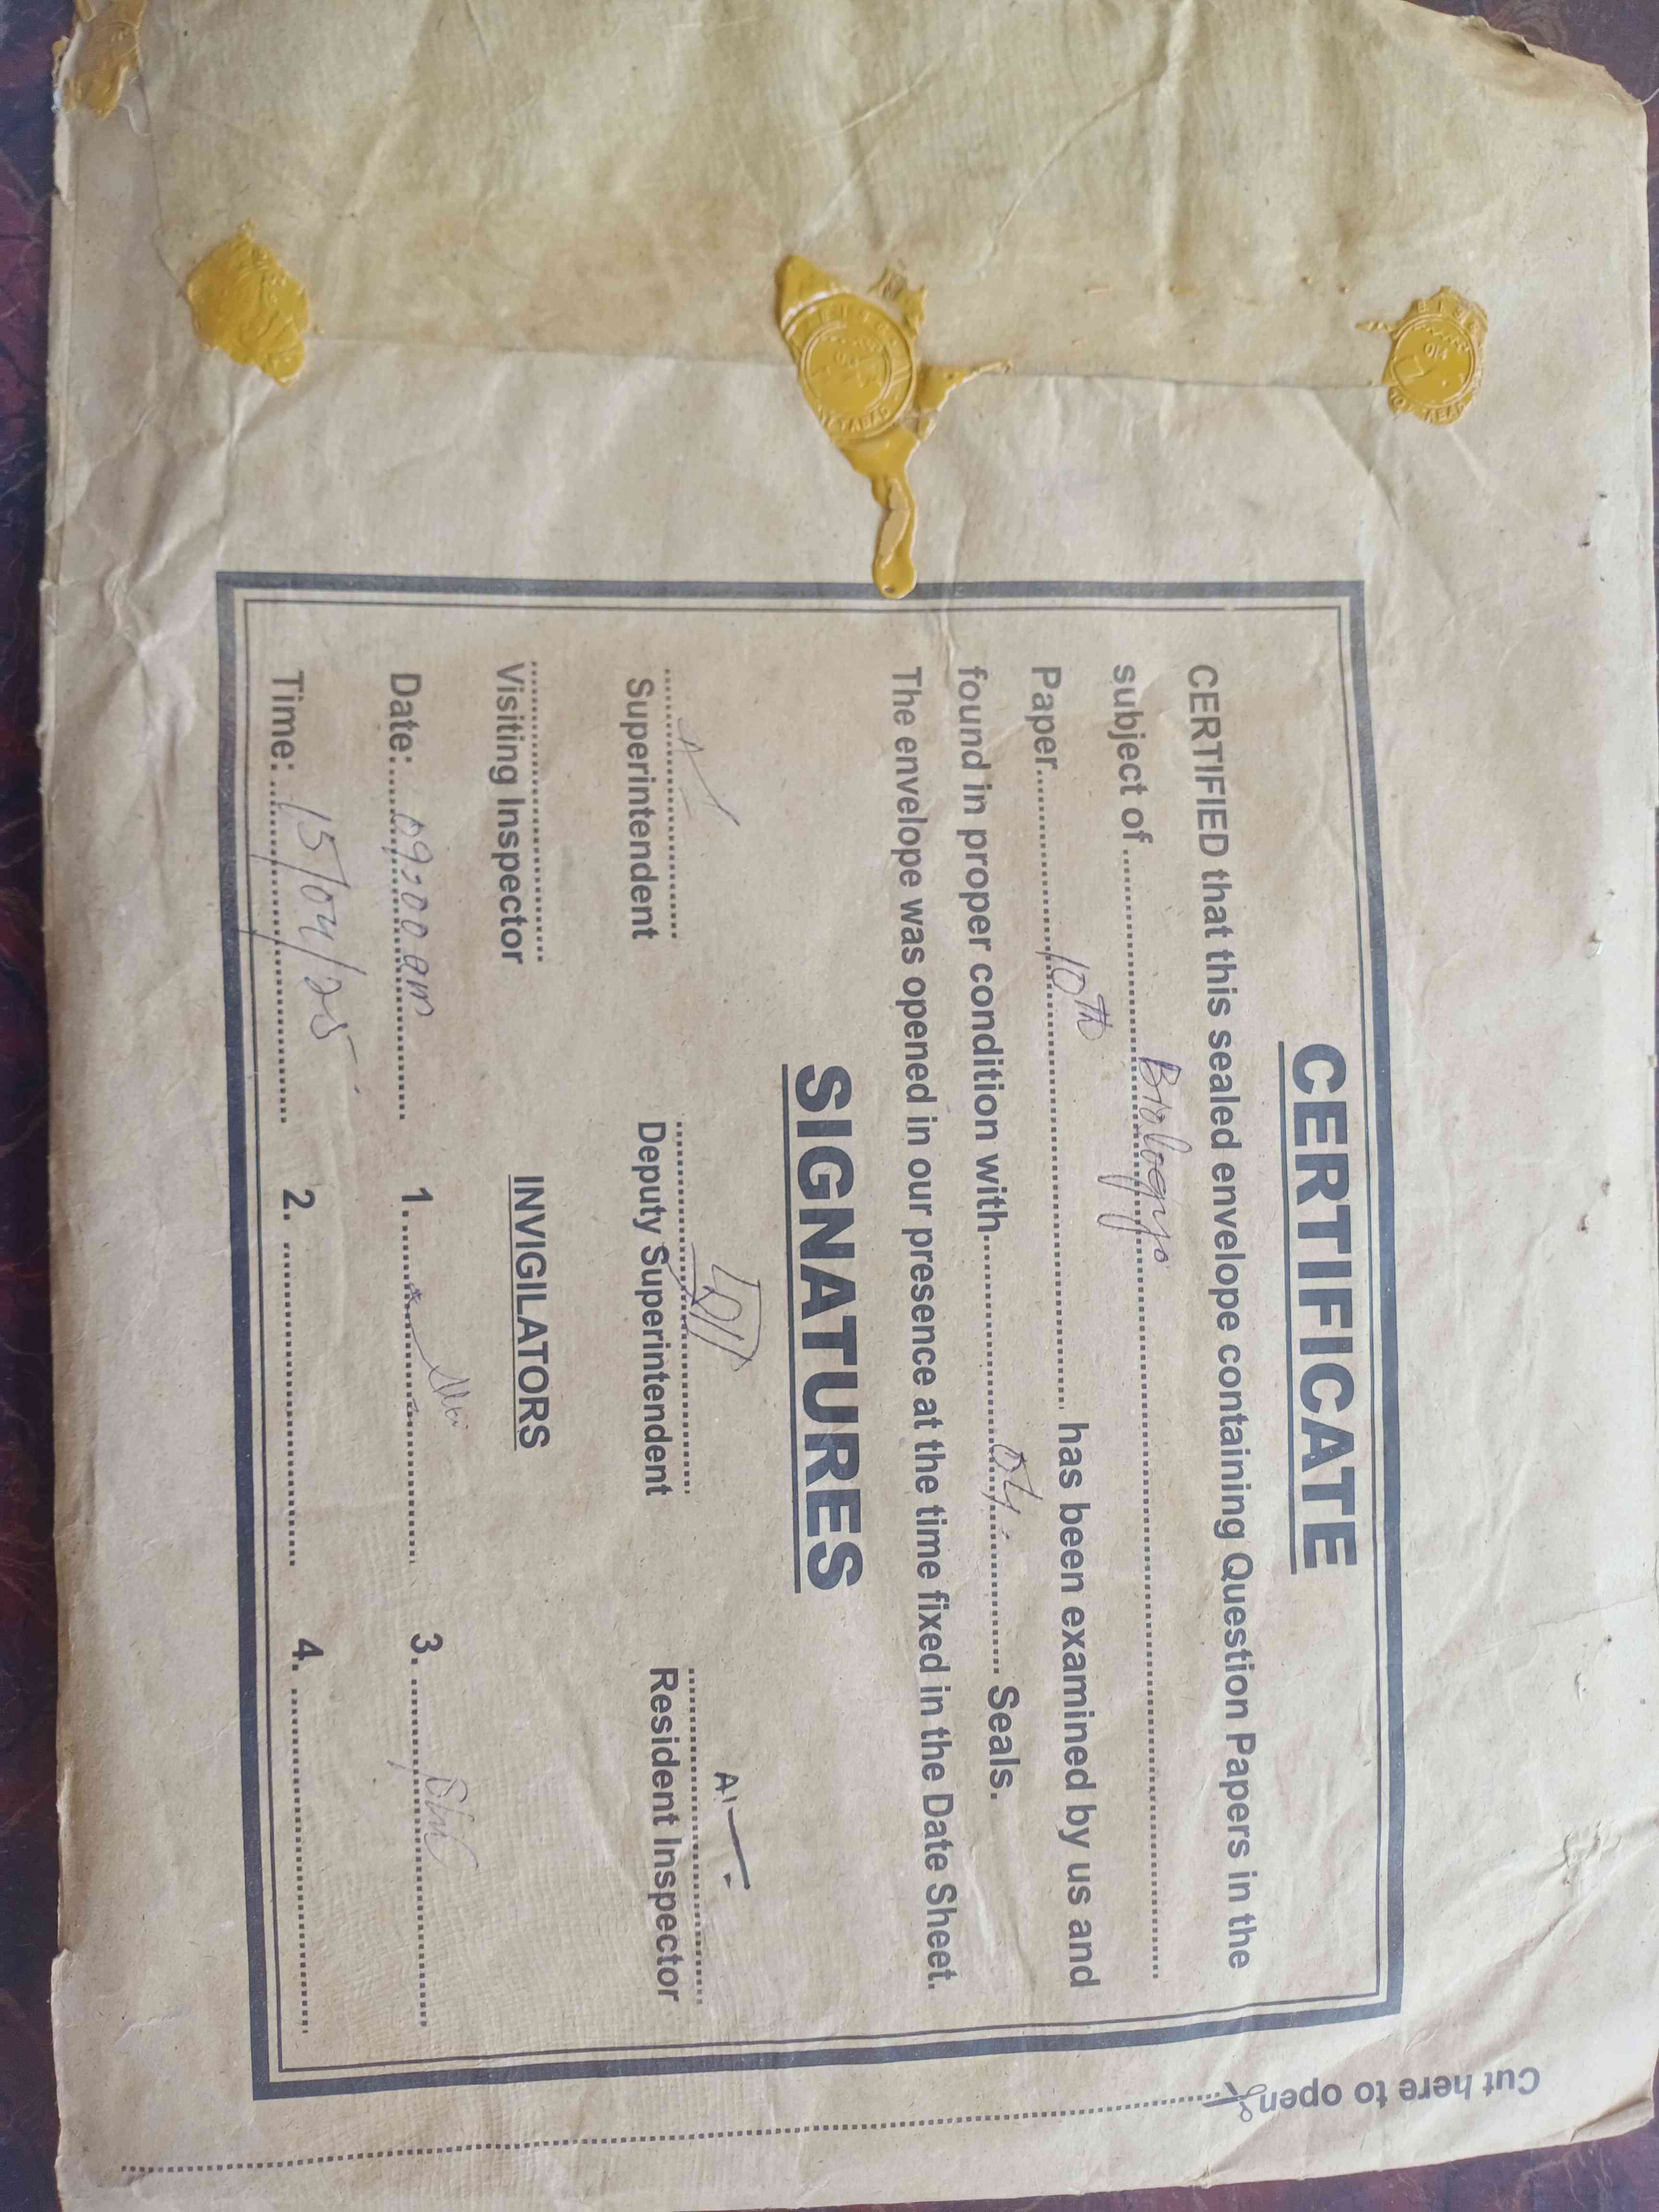 CERTIFICATE
CERTIFIED that this sealed envelope containing Question Papers in the
subject of Biology
Paper 10th has been examined by us and
found in proper condition with 04 Seals.
The envelope was opened in our presence at the time fixed in the Date Sheet.
SIGNATURES
Superintendent Deputy Superintendent Resident Inspector
Visiting Inspector INVIGILATORS
Date: 09:00 am 1. 3.
Time: 15/04/25 2. 4.
Cut here to open